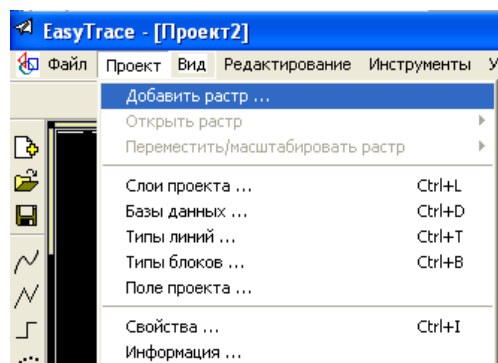 EasyTrace - [Проект2]
Файл Проект Вид Редактирование Инструменты У
Добавить растр ...
Открыть растр
Переместить/масштабировать растр
Слои проекта ... Ctrl+L
Базы данных ... Ctrl+D
Типы линий ... Ctrl+T
Типы блоков ... Ctrl+B
Поле проекта ...
Свойства ... Ctrl+I
Информация ...